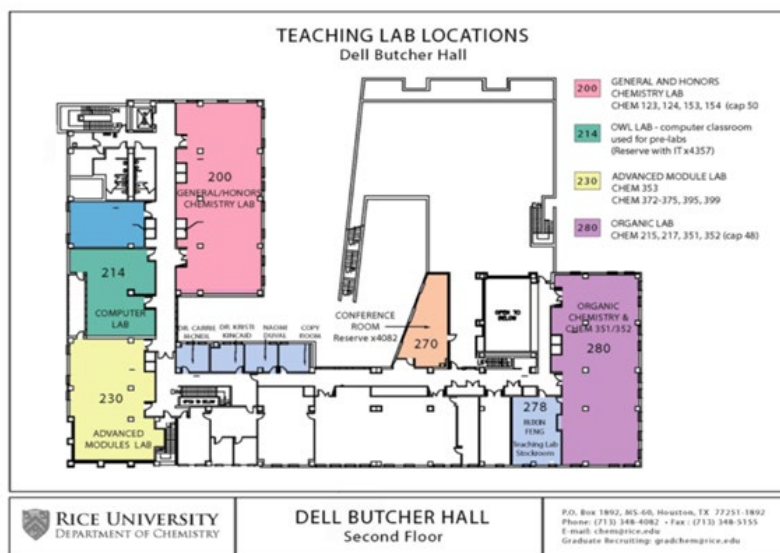 TEACHING LAB LOCATIONS
Dell Butcher Hall
200
GENERAL AND HONORS
CHEMISTRY LAB
CHEM 123, 124, 153, 154 (cap 50
214
OWL LAB - computer classroom
used for pre-labs
(Reserve with IT x4357)
230
ADVANCED MODULE LAB
CHEM 353
CHEM 372-375, 395, 399
280
ORGANIC LAB
CHEM 215, 217, 351, 352 (cap 48)
200
GENERAL/HONORS
CHEMISTRY LAB
214
COMPUTER
LAB
DR. CARRIE
MCNEIL
DR. KRISTI
KINCAID
NAOMI
DUVAL
COPY
ROOM
CONFERENCE
ROOM
Reserve x4082
270
OPEN TO
BELOW
ORGANIC
CHEMISTRY &
CHEM 351/352
280
230
ADVANCED
MODULES LAB
OPEN TO BELOW
278
FENG
Teaching Lab
Stockroom
RICE UNIVERSITY
DEPARTMENT OF CHEMISTRY
DELL BUTCHER HALL
Second Floor
P.O. Box 1892, MS-60, Houston, TX 77251-1892
Phone: (713) 348-4082 • Fax: (713) 348-5155
E-mail: chem@rice.edu
Graduate Recruiting: gradchem@rice.edu